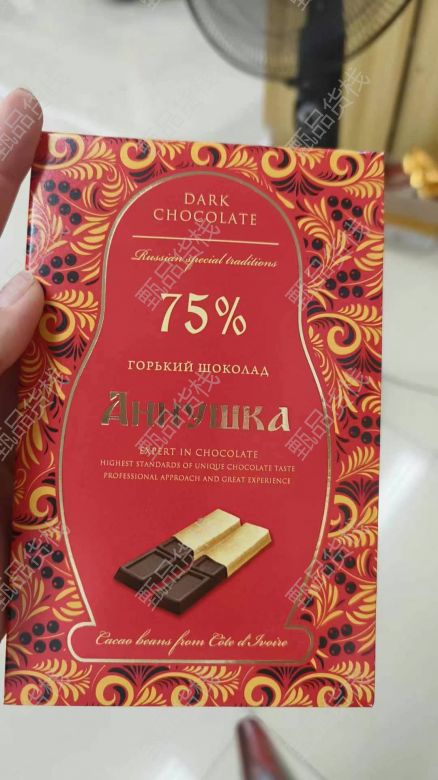 DARK
CHOCOLATE
Russian special traditions
75%
ГОРЬКИЙ ШОКОЛАД
АННУШКА
EXPERT IN CHOCOLATE
HIGHEST STANDARDS OF UNIQUE CHOCOLATE TASTE
PROFESSIONAL APPROACH AND GREAT EXPERIENCE
Cacao beans from Côte d'Ivoire
甄品货栈